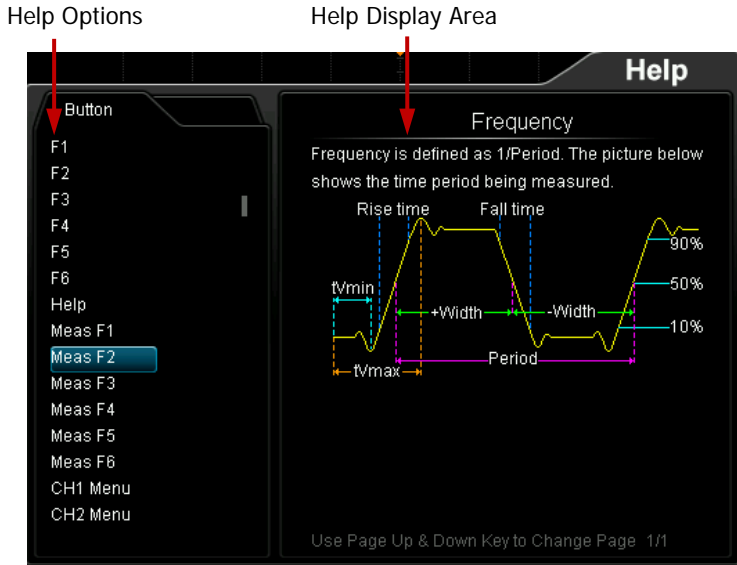 Help Options
Help Display Area
Help
Button
F1
F2
F3
F4
F5
F6
Help
Meas F1
Meas F2
Meas F3
Meas F4
Meas F5
Meas F6
CH1 Menu
CH2 Menu
Frequency
Frequency is defined as 1/Period. The picture below
shows the time period being measured.
Rise time
Fall time
90%
tVmin
50%
+Width
-Width
10%
Period
tVmax
Use Page Up & Down Key to Change Page 1/1